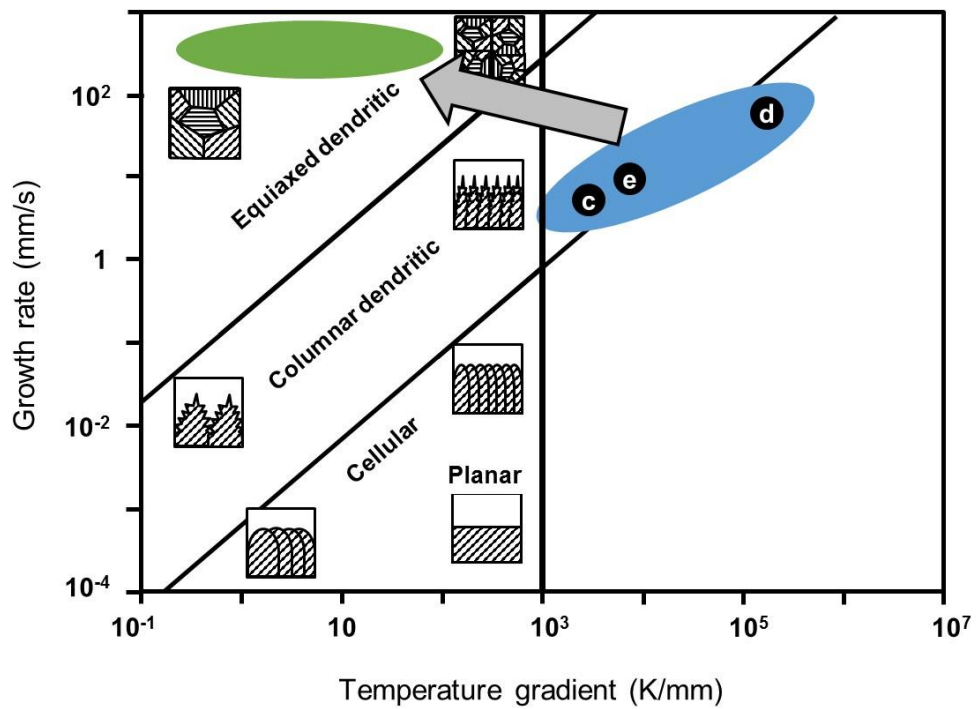 Growth rate (mm/s)
10²
1
10⁻²
10⁻⁴
Equiaxed dendritic
Columnar dendritic
Cellular
Planar
c
e
d
10⁻¹
10
10³
10⁵
10⁷
Temperature gradient (K/mm)